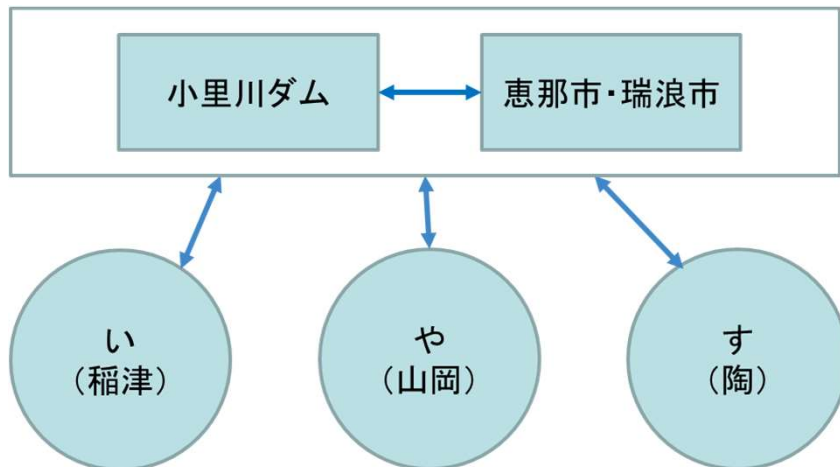 小里川ダム
恵那市・瑞浪市
い
（稲津）
や
（山岡）
す
（陶）